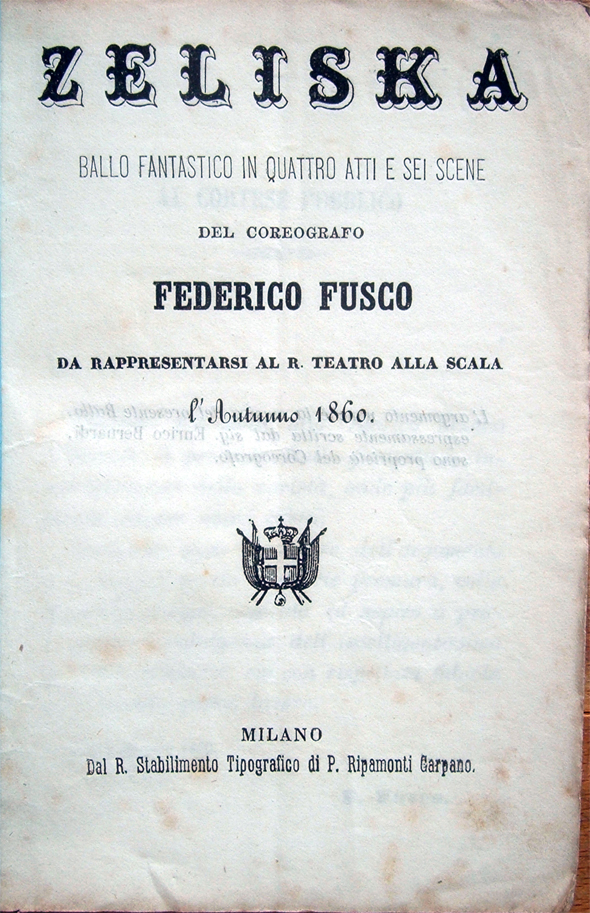 ZELISKA
BALLO FANTASTICO IN QUATTRO ATTI E SEI SCENE
DEL COREOGRAFO
FEDERICO FUSCO
DA RAPPRESENTARSI AL R. TEATRO ALLA SCALA
l'Autunno 1860.
MILANO
Dal R. Stabilimento Tipografico di P. Ripamonti Carpano.